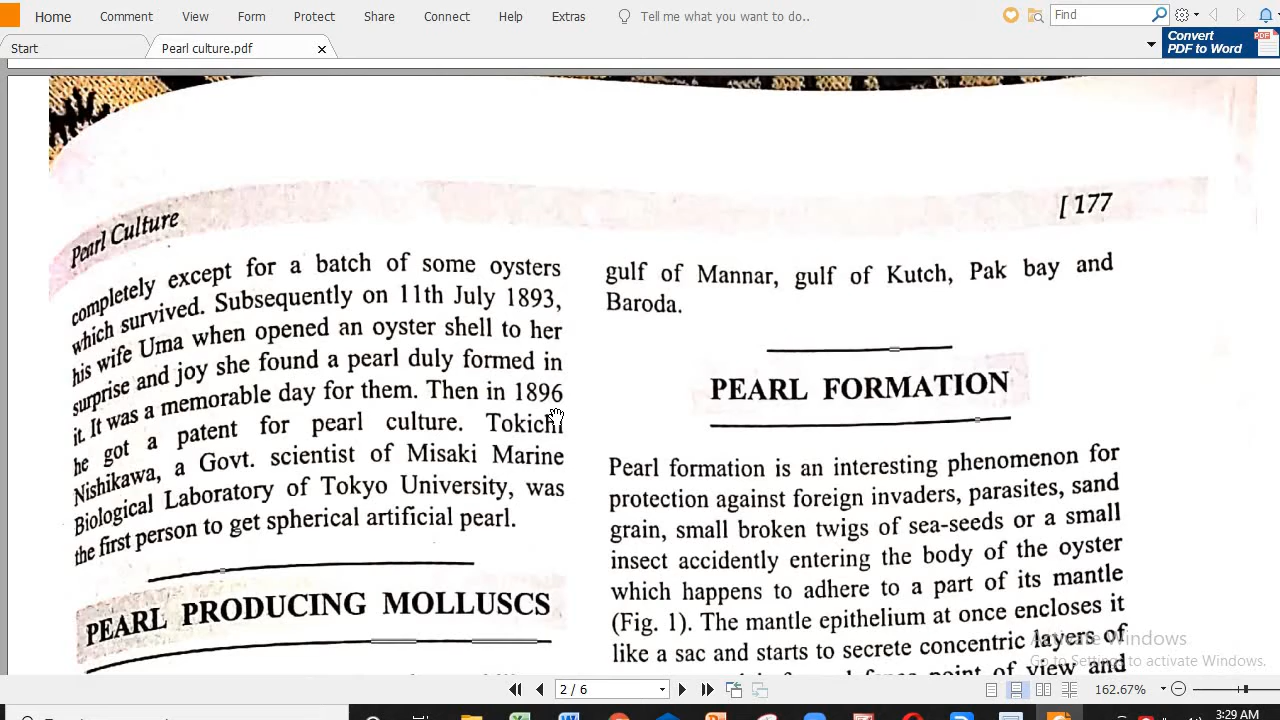 Home Comment View Form Protect Share Connect Help Extras Tell me what you want to do.. Find
Start Pearl culture.pdf x
Convert
PDF to Word
PDF
Pearl Culture
[ 177
completely except for a batch of some oysters
which survived. Subsequently on 11th July 1893,
his wife Uma when opened an oyster shell to her
surprise and joy she found a pearl duly formed in
it. It was a memorable day for them. Then in 1896
he got a patent for pearl culture. Tokichi
Nishikawa, a Govt. scientist of Misaki Marine
Biological Laboratory of Tokyo University, was
the first person to get spherical artificial pearl.
PEARL PRODUCING MOLLUSCS
gulf of Mannar, gulf of Kutch, Pak bay and
Baroda.
PEARL FORMATION
Pearl formation is an interesting phenomenon for
protection against foreign invaders, parasites, sand
grain, small broken twigs of sea-seeds or a small
insect accidently entering the body of the oyster
which happens to adhere to a part of its mantle
(Fig. 1). The mantle epithelium at once encloses it
like a sac and starts to secrete concentric layers of
point of view and
Activate Windows
Go to Settings to activate Windows.
2 / 6
162.67%
3:29 AM